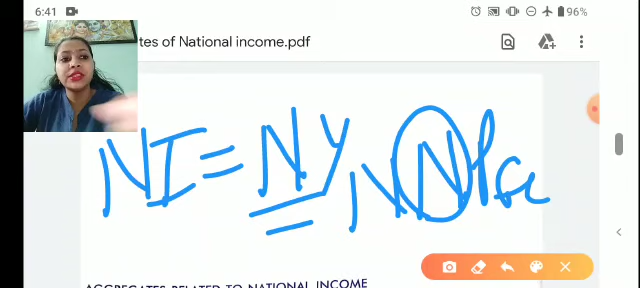 6:41 96%
tes of National income.pdf
NI = NY NNPFC
AGGREGATES RELATED TO NATIONAL INCOME